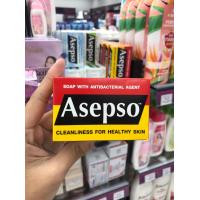 SOAP WITH ANTIBACTERIAL AGENT
Asepso
CLEANLINESS FOR HEALTHY SKIN